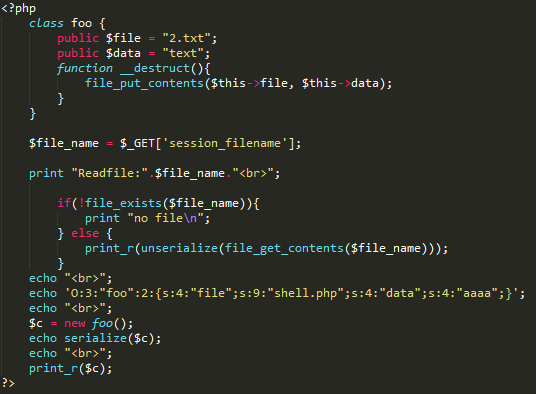 <?php
class foo {
public $file = "2.txt";
public $data = "text";
function __destruct(){
file_put_contents($this->file, $this->data);
}
}
$file_name = $_GET['session_filename'];
print "Readfile:".$file_name."<br>";
if(!file_exists($file_name)){
print "no file\n";
} else {
print_r(unserialize(file_get_contents($file_name)));
}
echo "<br>";
echo 'O:3:"foo":2:{s:4:"file";s:9:"shell.php";s:4:"data";s:4:"aaaa";}';
echo "<br>";
$c = new foo();
echo serialize($c);
echo "<br>";
print_r($c);
?>